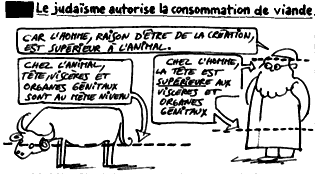 Le judaïsme autorise la consommation de viande.
CAR L'HOMME, RAISON D'ÊTRE DE LA CRÉATION,
EST SUPÉRIEUR À L'ANIMAL.
CHEZ L'ANIMAL,
TÊTE, VISCÈRES ET
ORGANES GÉNITAUX
SONT AU MÊME NIVEAU
CHEZ L'HOMME,
LA TÊTE EST
SUPÉRIEURE AUX
VISCÈRES ET
ORGANES
GÉNITAUX